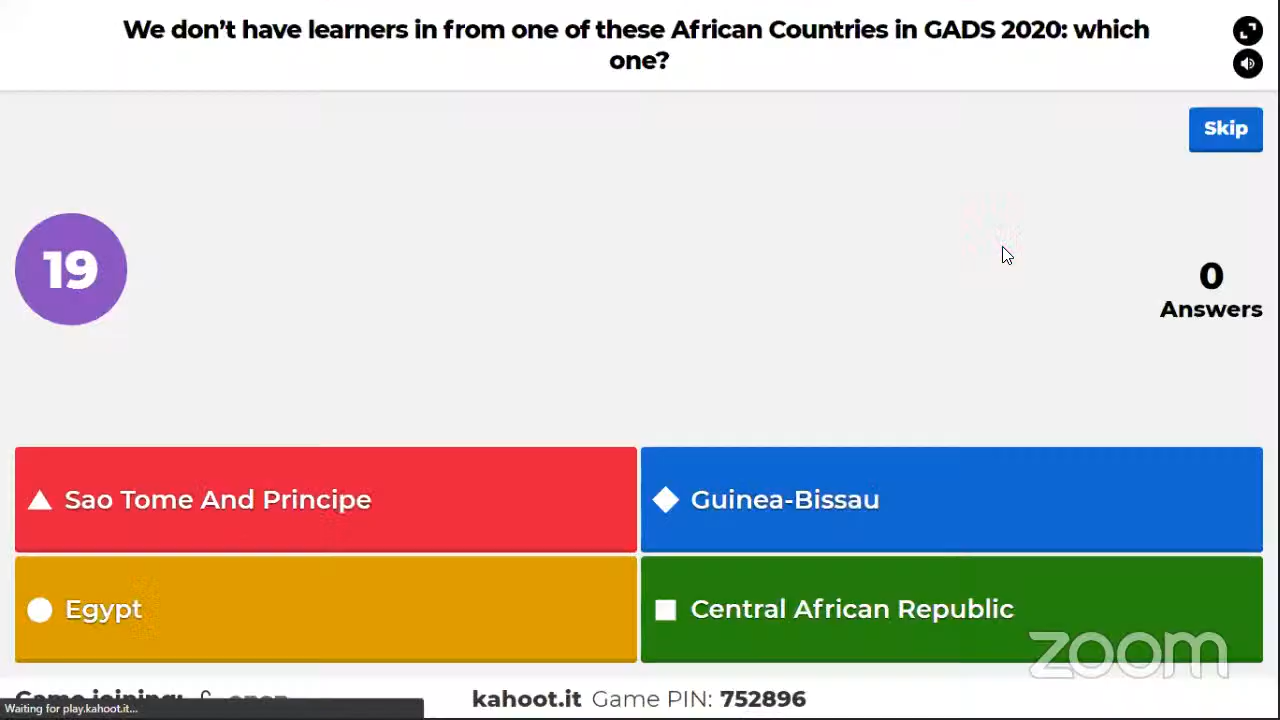 We don't have learners in from one of these African Countries in GADS 2020: which
one?
Skip
19
0
Answers
Sao Tome And Principe
Guinea-Bissau
Egypt
Central African Republic
zoom
kahoot.it Game PIN: 752896
Waiting for play.kahoot.it...